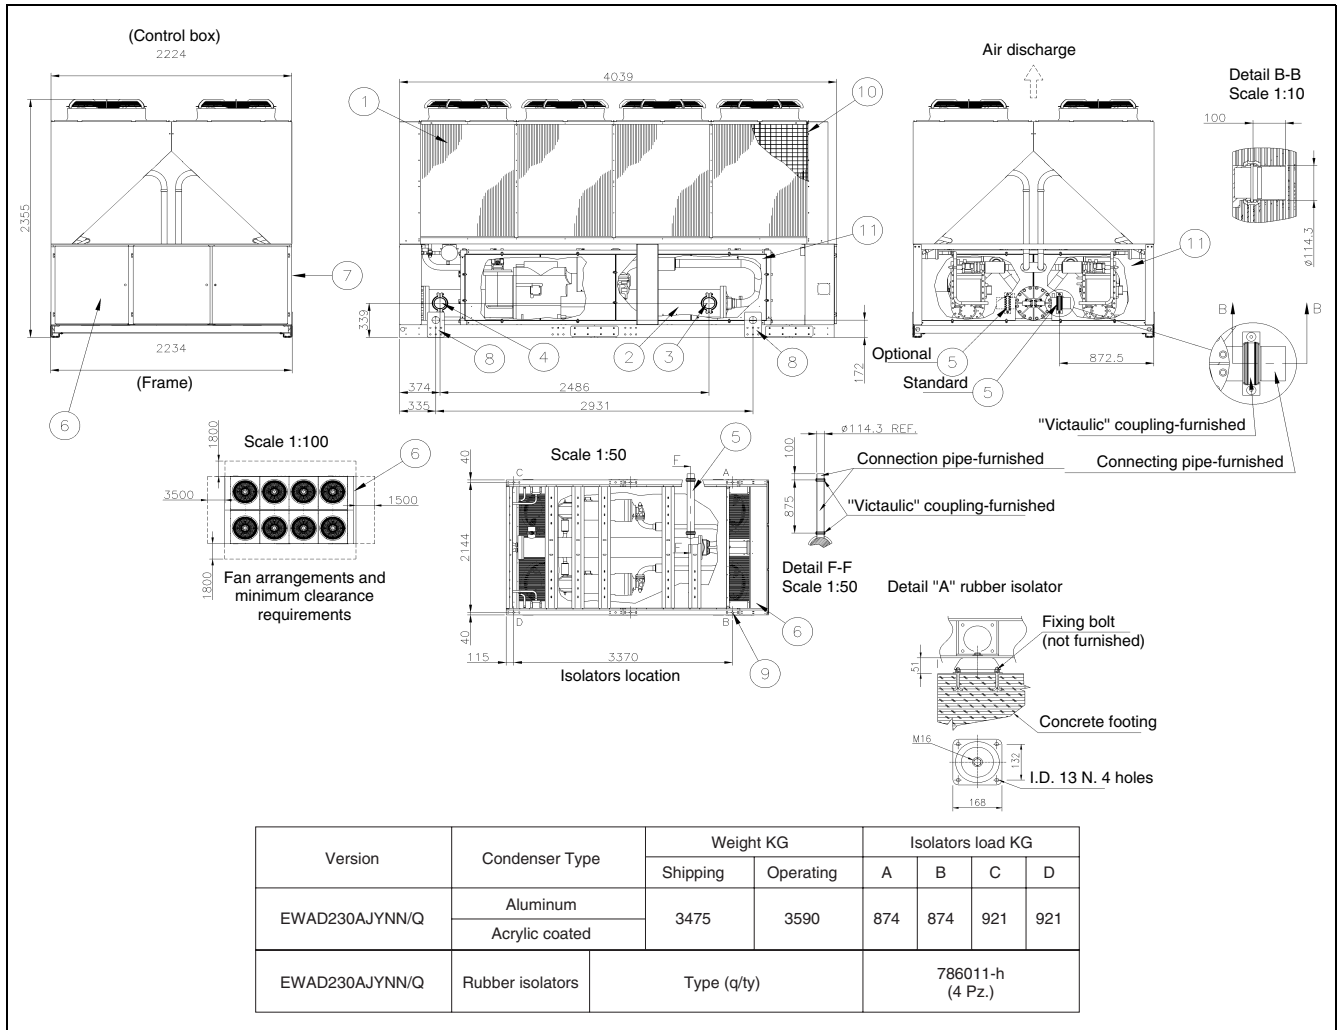 (Control box)
2224
2355
2234
(Frame)
7
6
4039
1
10
11
339
8
4
2
3
8
172
374
2486
335
2931
Air discharge
11
Optional
5
Standard
5
872.5
Detail B-B
Scale 1:10
100
ø114.3
B
B
"Victaulic" coupling-furnished
Connecting pipe-furnished
Scale 1:100
1800
6
3500
1500
1800
Fan arrangements and
minimum clearance
requirements
Scale 1:50
5
40
C
F
A
2144
F
40
D
B
6
115
3370
9
Isolators location
ø114,3 REF.
100
Connection pipe-furnished
875
"Victaulic" coupling-furnished
Detail F-F
Scale 1:50
Detail "A" rubber isolator
Fixing bolt
(not furnished)
51
Concrete footing
M16
132
I.D. 13 N. 4 holes
168
Version Condenser Type Weight KG Isolators load KG
Shipping Operating A B C D
EWAD230AJYNN/Q Aluminum 3475 3590 874 874 921 921
Acrylic coated
EWAD230AJYNN/Q Rubber isolators Type (q/ty) 786011-h
(4 Pz.)